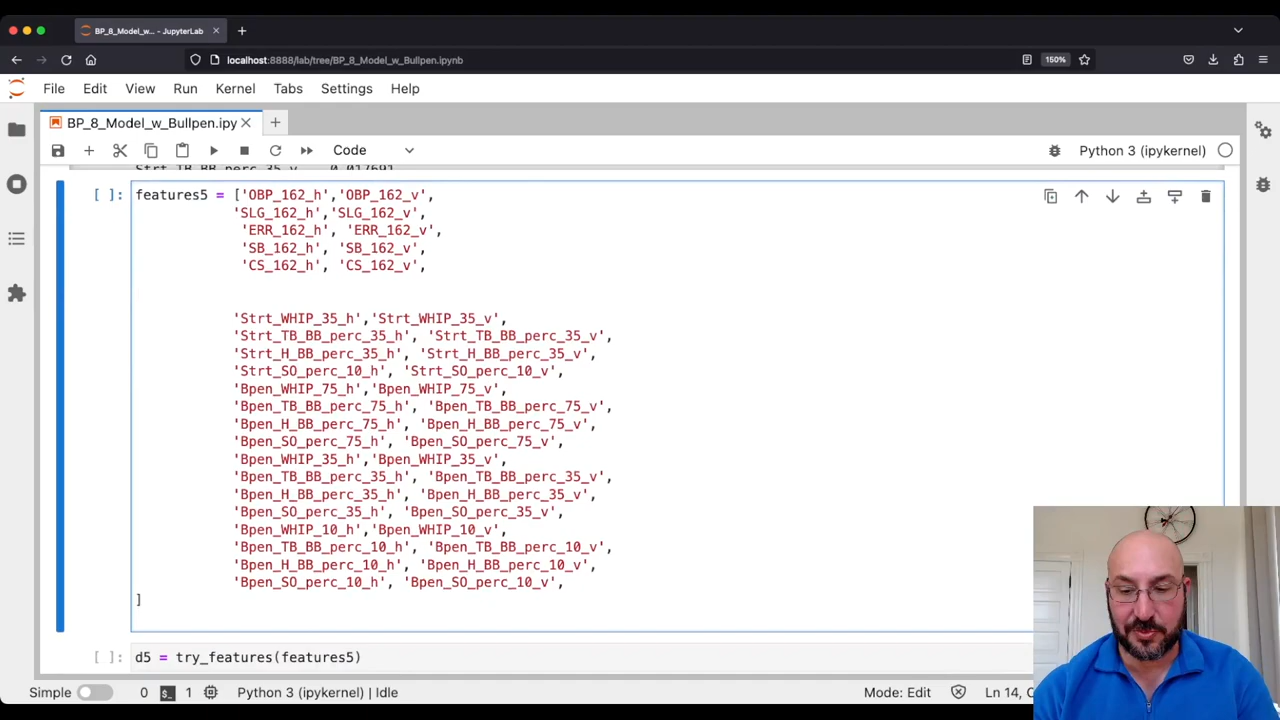 BP_8_Model_w... - JupyterLab
localhost:8888/lab/tree/BP_8_Model_w_Bullpen.ipynb
150%
File Edit View Run Kernel Tabs Settings Help
BP_8_Model_w_Bullpen.ipy
Code
Python 3 (ipykernel)
Strt_TB_BB_perc_35_v 0.017691
[ ]: features5 = ['OBP_162_h','OBP_162_v',
'SLG_162_h','SLG_162_v',
'ERR_162_h', 'ERR_162_v',
'SB_162_h', 'SB_162_v',
'CS_162_h', 'CS_162_v',
'Strt_WHIP_35_h','Strt_WHIP_35_v',
'Strt_TB_BB_perc_35_h', 'Strt_TB_BB_perc_35_v',
'Strt_H_BB_perc_35_h', 'Strt_H_BB_perc_35_v',
'Strt_SO_perc_10_h', 'Strt_SO_perc_10_v',
'Bpen_WHIP_75_h','Bpen_WHIP_75_v',
'Bpen_TB_BB_perc_75_h', 'Bpen_TB_BB_perc_75_v',
'Bpen_H_BB_perc_75_h', 'Bpen_H_BB_perc_75_v',
'Bpen_SO_perc_75_h', 'Bpen_SO_perc_75_v',
'Bpen_WHIP_35_h','Bpen_WHIP_35_v',
'Bpen_TB_BB_perc_35_h', 'Bpen_TB_BB_perc_35_v',
'Bpen_H_BB_perc_35_h', 'Bpen_H_BB_perc_35_v',
'Bpen_SO_perc_35_h', 'Bpen_SO_perc_35_v',
'Bpen_WHIP_10_h','Bpen_WHIP_10_v',
'Bpen_TB_BB_perc_10_h', 'Bpen_TB_BB_perc_10_v',
'Bpen_H_BB_perc_10_h', 'Bpen_H_BB_perc_10_v',
'Bpen_SO_perc_10_h', 'Bpen_SO_perc_10_v',
]
[ ]: d5 = try_features(features5)
Simple 0 1 Python 3 (ipykernel) | Idle Mode: Edit Ln 14, C